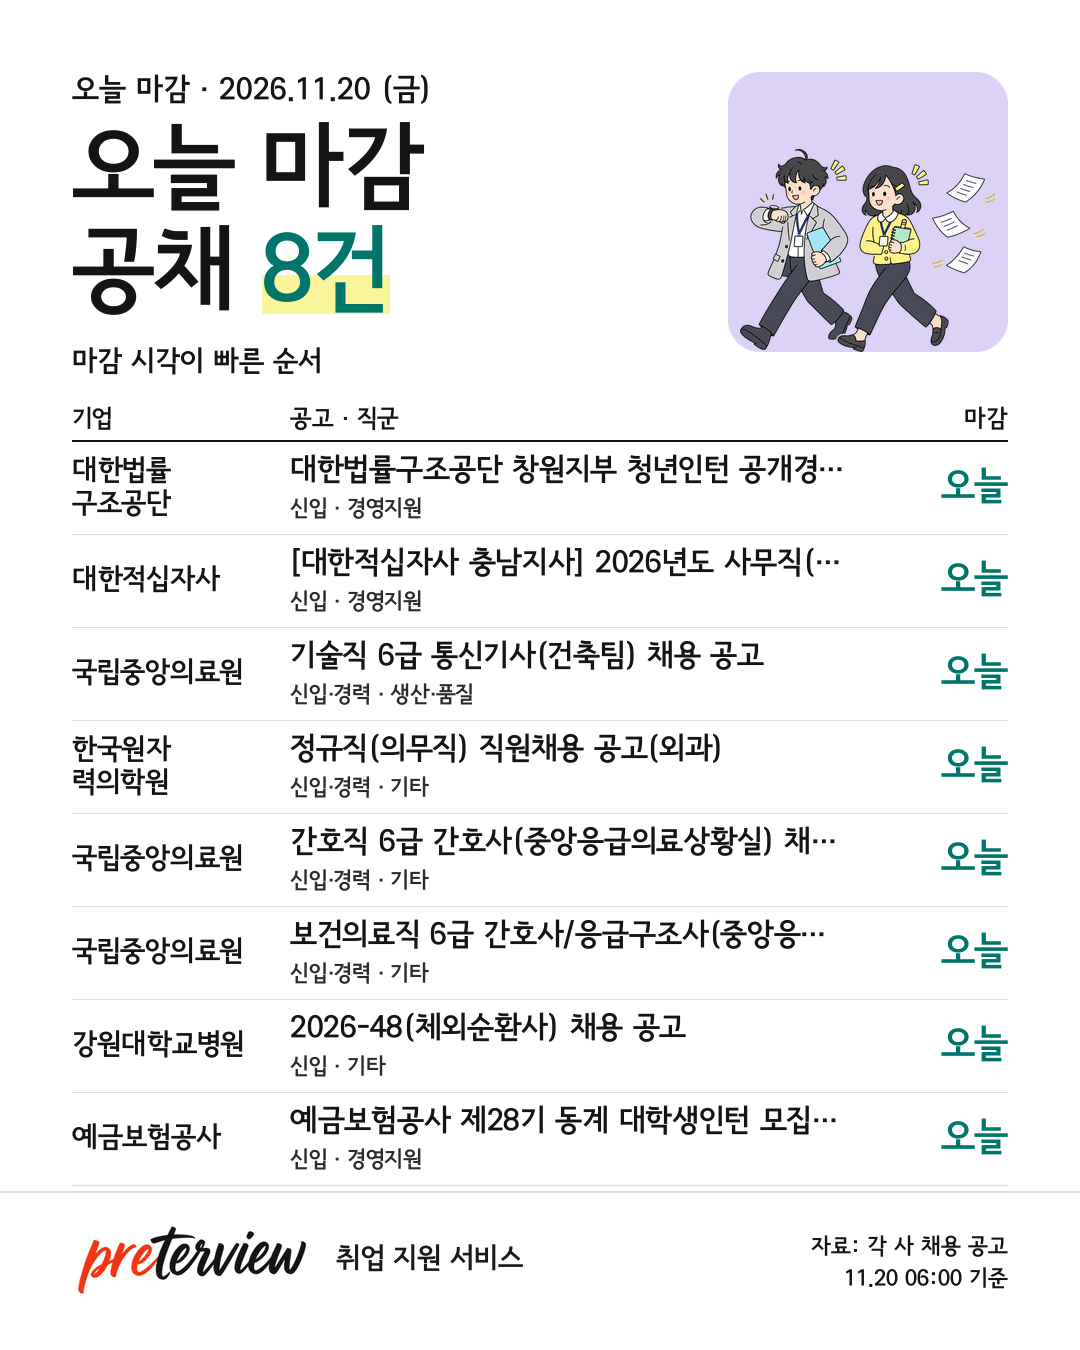 오늘 마감 · 2026.11.20 (금)
오늘 마감
공채 8건
마감 시각이 빠른 순서
기업 공고 · 직군 마감
대한법률
구조공단
대한법률구조공단 창원지부 청년인턴 공개경…
신입 · 경영지원
오늘
대한적십자사
[대한적십자사 충남지사] 2026년도 사무직(…
신입 · 경영지원
오늘
국립중앙의료원
기술직 6급 통신기사(건축팀) 채용 공고
신입·경력 · 생산·품질
오늘
한국원자
력의학원
정규직(의무직) 직원채용 공고(외과)
신입·경력 · 기타
오늘
국립중앙의료원
간호직 6급 간호사(중앙응급의료상황실) 채…
신입·경력 · 기타
오늘
국립중앙의료원
보건의료직 6급 간호사/응급구조사(중앙응…
신입·경력 · 기타
오늘
강원대학교병원
2026-48(체외순환사) 채용 공고
신입 · 기타
오늘
예금보험공사
예금보험공사 제28기 동계 대학생인턴 모집…
신입 · 경영지원
오늘
preterview 취업 지원 서비스
자료: 각 사 채용 공고
11.20 06:00 기준